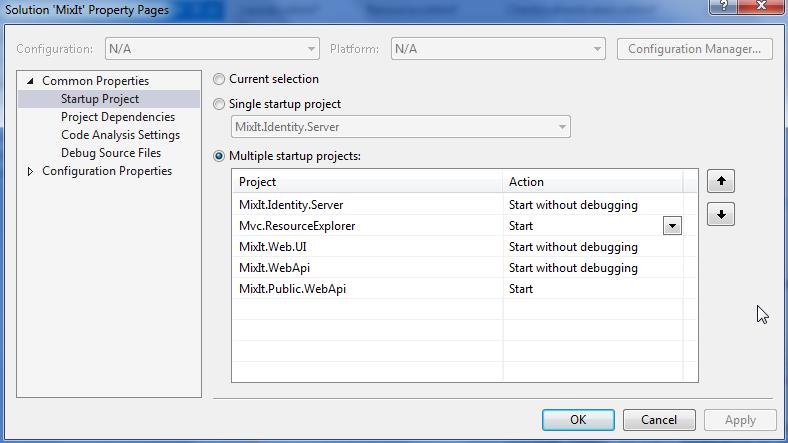 Solution 'MixIt' Property Pages
Configuration: N/A Platform: N/A Configuration Manager...
Common Properties
Startup Project
Project Dependencies
Code Analysis Settings
Debug Source Files
Configuration Properties
Current selection
Single startup project
MixIt.Identity.Server
Multiple startup projects:
Project Action
MixIt.Identity.Server Start without debugging
Mvc.ResourceExplorer Start
MixIt.Web.UI Start without debugging
MixIt.WebApi Start without debugging
MixIt.Public.WebApi Start
OK Cancel Apply